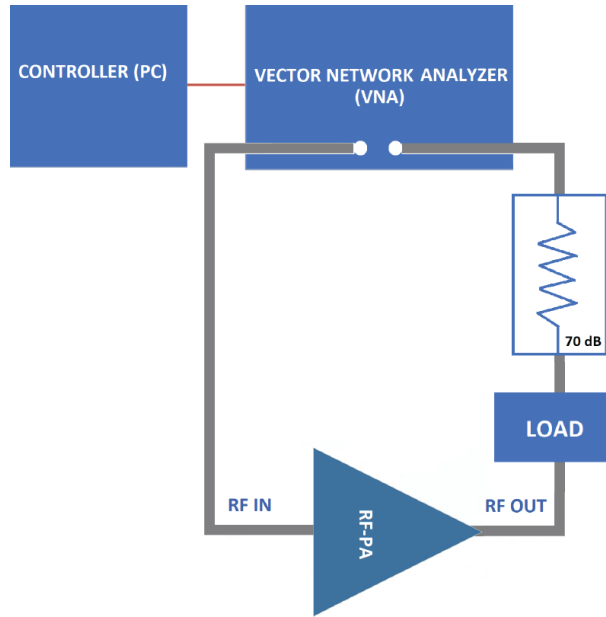 CONTROLLER (PC)
VECTOR NETWORK ANALYZER
(VNA)
70 dB
LOAD
RF IN
RF OUT
RF-PA